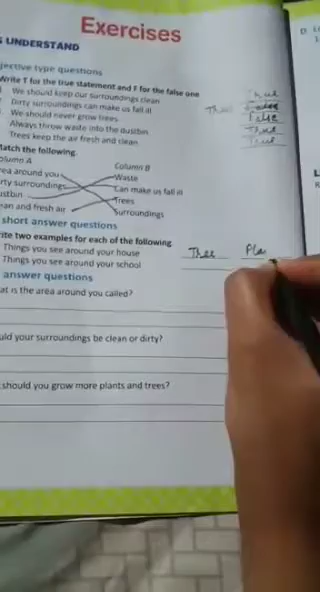 Exercises
UNDERSTAND
jective type questions
Write T for the true statement and F for the false one
We should keep our surroundings clean True
Dirty surroundings can make us fall ill True
We should never grow trees. False
Always throw waste into the dustbin True
Trees keep the air fresh and clean True
Match the following.
olumn A Column B
ea around you Waste
rty surroundings Can make us fall ill
ustbin Trees
ean and fresh air Surroundings
short answer questions
ite two examples for each of the following
Things you see around your house Tree Pla
Things you see around your school
answer questions
at is the area around you called?
uld your surroundings be clean or dirty?
should you grow more plants and trees?